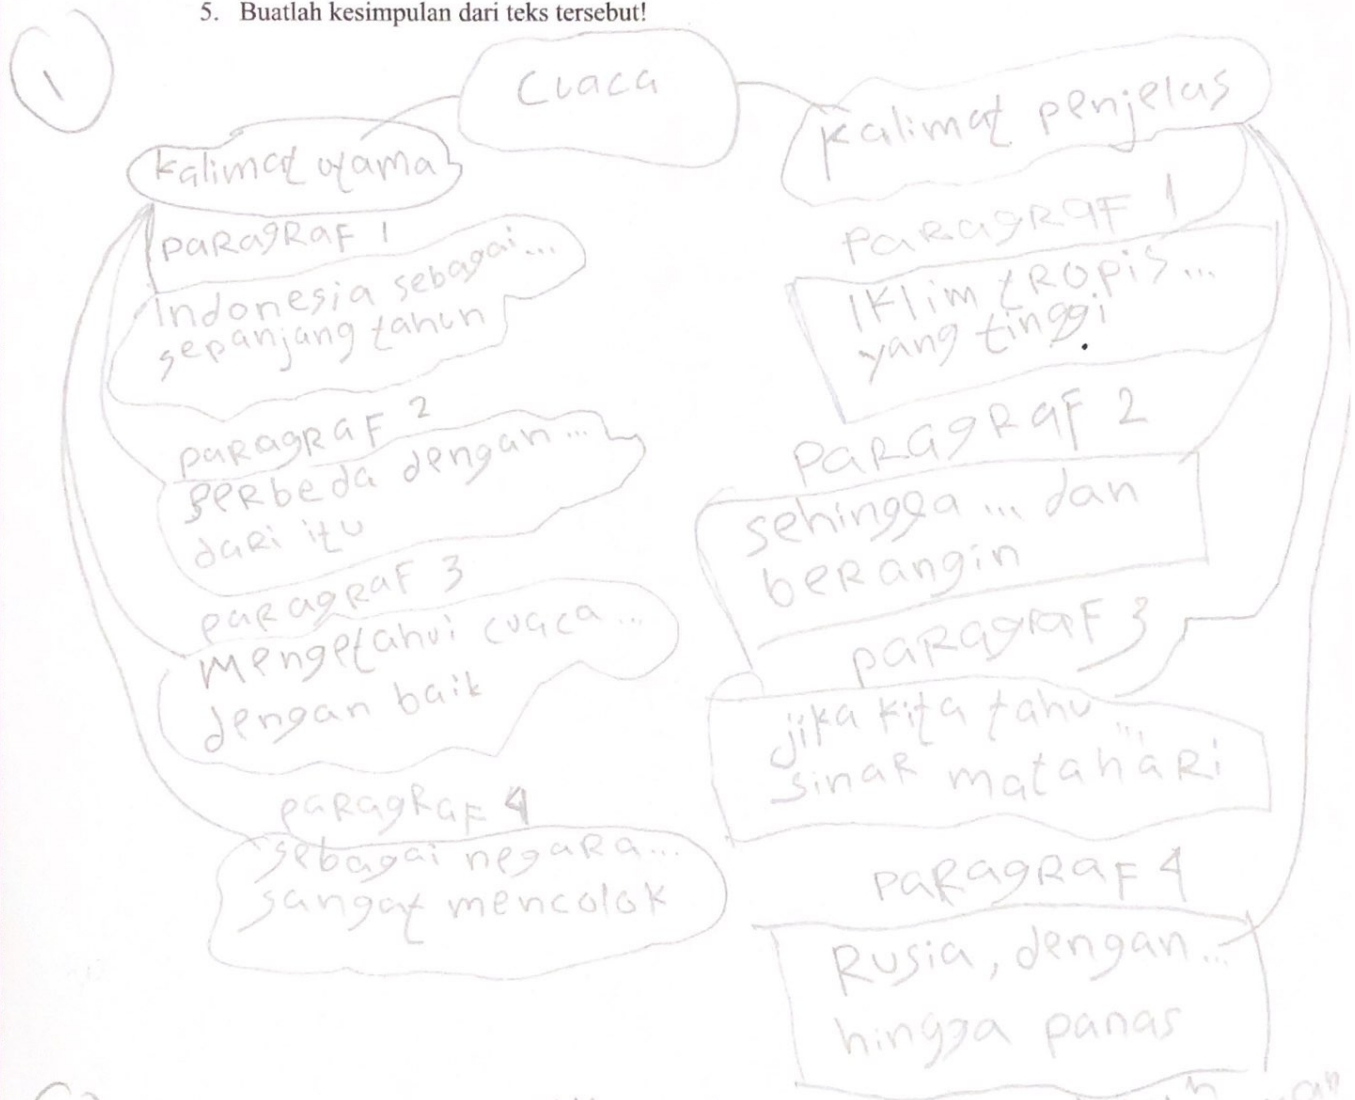 5. Buatlah kesimpulan dari teks tersebut!
1
Cuaca
kalimat utama
paragraf 1
Indonesia sebagai...
sepanjang tahun
paragraf 2
Berbeda dengan...
dari itu
paragraf 3
Mengetahui cuaca...
dengan baik
paragraf 4
sebagai negara...
sangat mencolok
kalimat penjelas
paragraf 1
Iklim tropis...
yang tinggi
paragraf 2
sehingga... dan
berangin
paragraf 3
jika kita tahu...
sinar matahari
paragraf 4
Rusia, dengan...
hingga panas